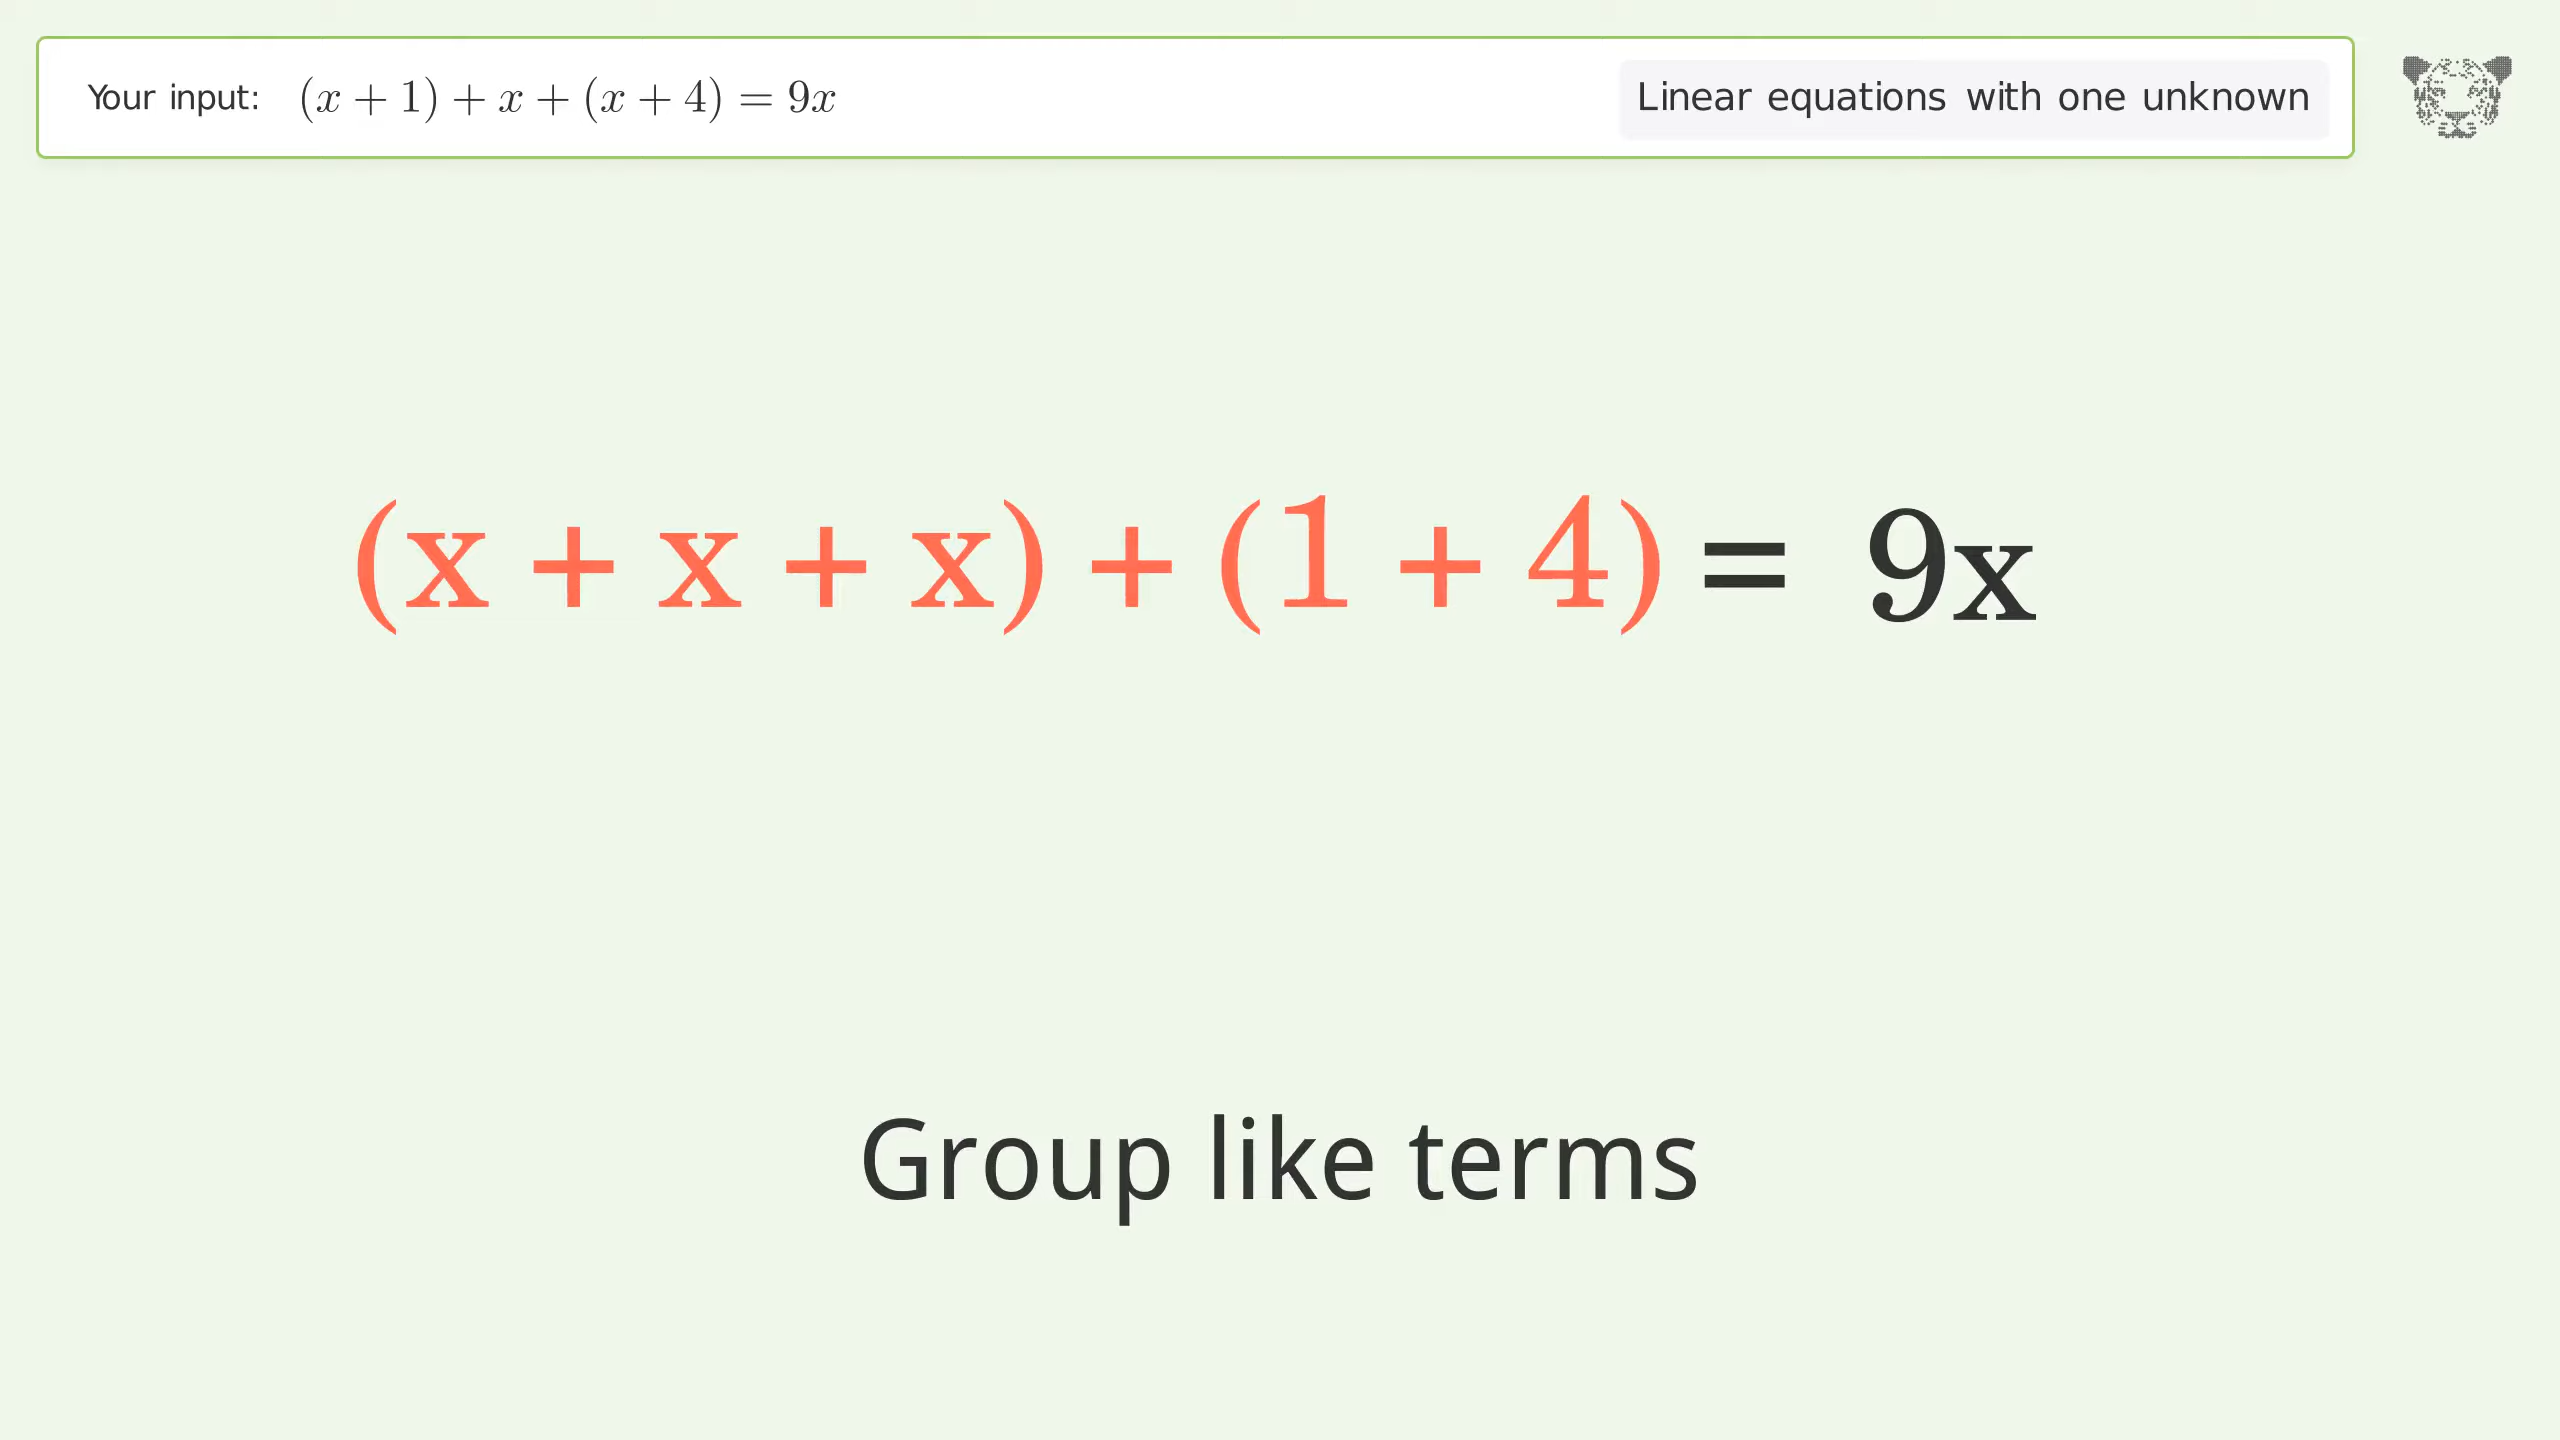 Your input: (x + 1) + x + (x + 4) = 9x
Linear equations with one unknown
(x + x + x) + (1 + 4) = 9x
Group like terms